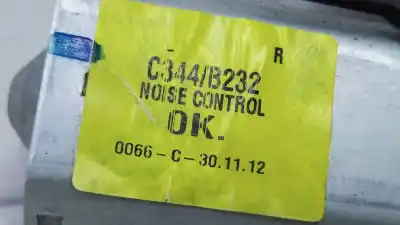 - R
C344/B232
NOISE CONTROL
OK.
0066-C-30.11.12